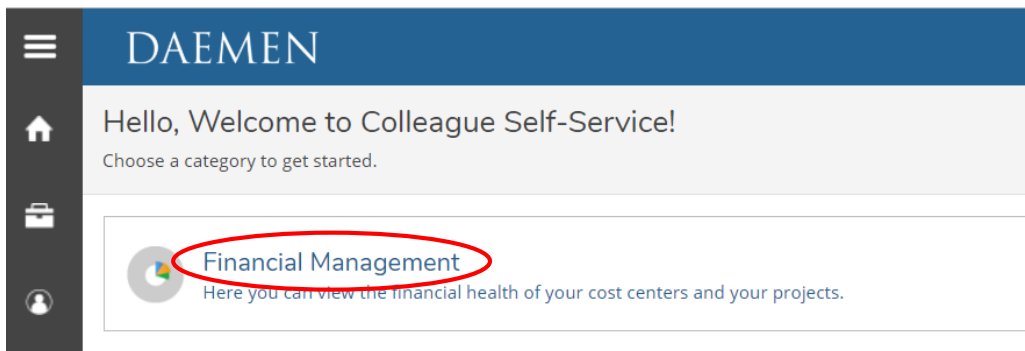 DAEMEN
Hello, Welcome to Colleague Self-Service!
Choose a category to get started.
Financial Management
Here you can view the financial health of your cost centers and your projects.